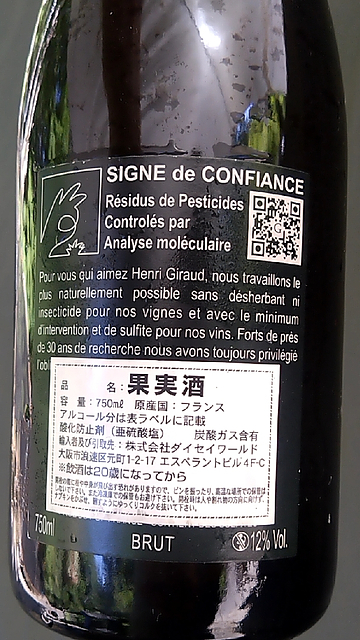 SIGNE de CONFIANCE
Résidus de Pesticides
Controlés par
Analyse moléculaire
Pour vous qui aimez Henri Giraud, nous travaillons le
plus naturellement possible sans désherbant ni
insecticide pour nos vignes et avec le minimum
d'intervention et de sulfite pour nos vins. Forts de près
de 30 ans de recherche nous avons toujours privilégié
l'obj
品 名:果実酒
容量:750㎖ 原産国:フランス
アルコール分は表ラベルに記載
酸化防止剤(亜硫酸塩) 炭酸ガス含有
輸入者及び引取先:株式会社ダイセイワールド
大阪市浪速区元町1-2-17 エスペラントビル4F-C
※飲酒は20歳になってから
750ml
BRUT
12% Vol.